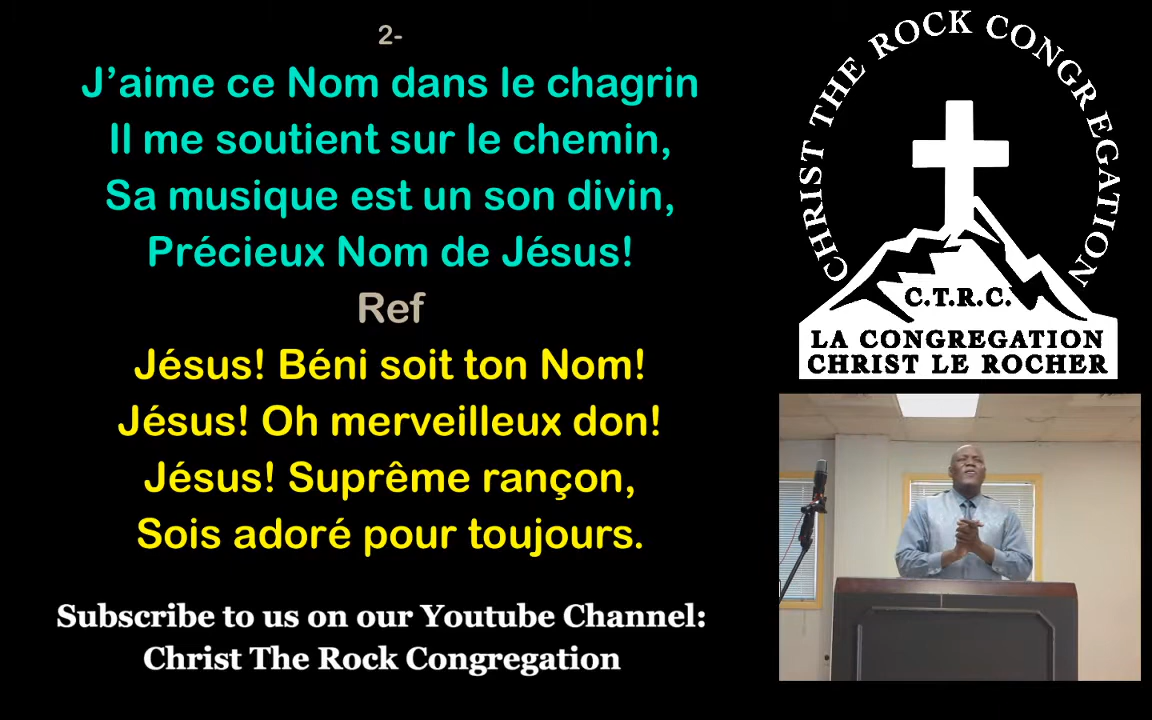 2-
J’aime ce Nom dans le chagrin
Il me soutient sur le chemin,
Sa musique est un son divin,
Précieux Nom de Jésus!
Ref
Jésus! Béni soit ton Nom!
Jésus! Oh merveilleux don!
Jésus! Suprême rançon,
Sois adoré pour toujours.
Subscribe to us on our Youtube Channel:
Christ The Rock Congregation
CHRIST THE ROCK CONGREGATION
C.T.R.C.
LA CONGREGATION
CHRIST LE ROCHER